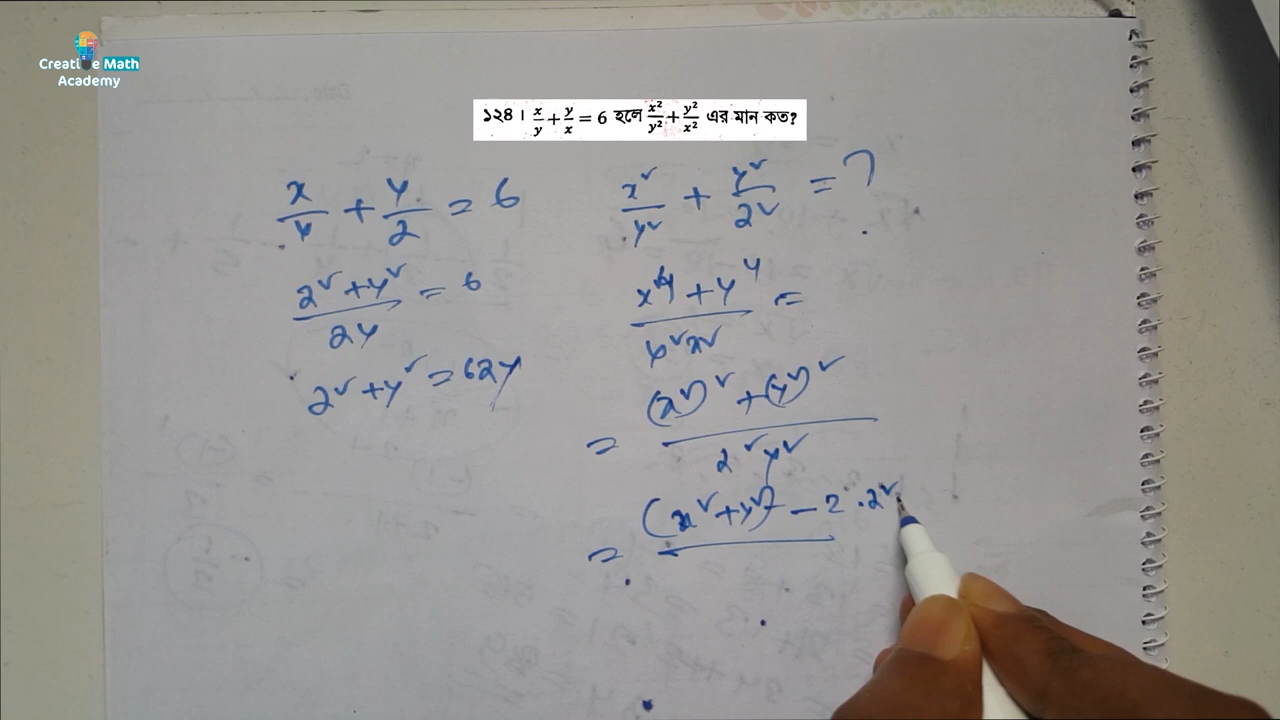 Creative Math
Academy
১২৪। x/y + y/x = 6 হলে x²/y² + y²/x² এর মান কত?
x/y + y/x = 6
x²/y² + y²/x² = ?
x² + y² / xy = 6
x⁴ + y⁴ / y²x² =
x² + y² = 6xy
= (x²)² + (y²)² / x²y²
= (x² + y²)² - 2·x²